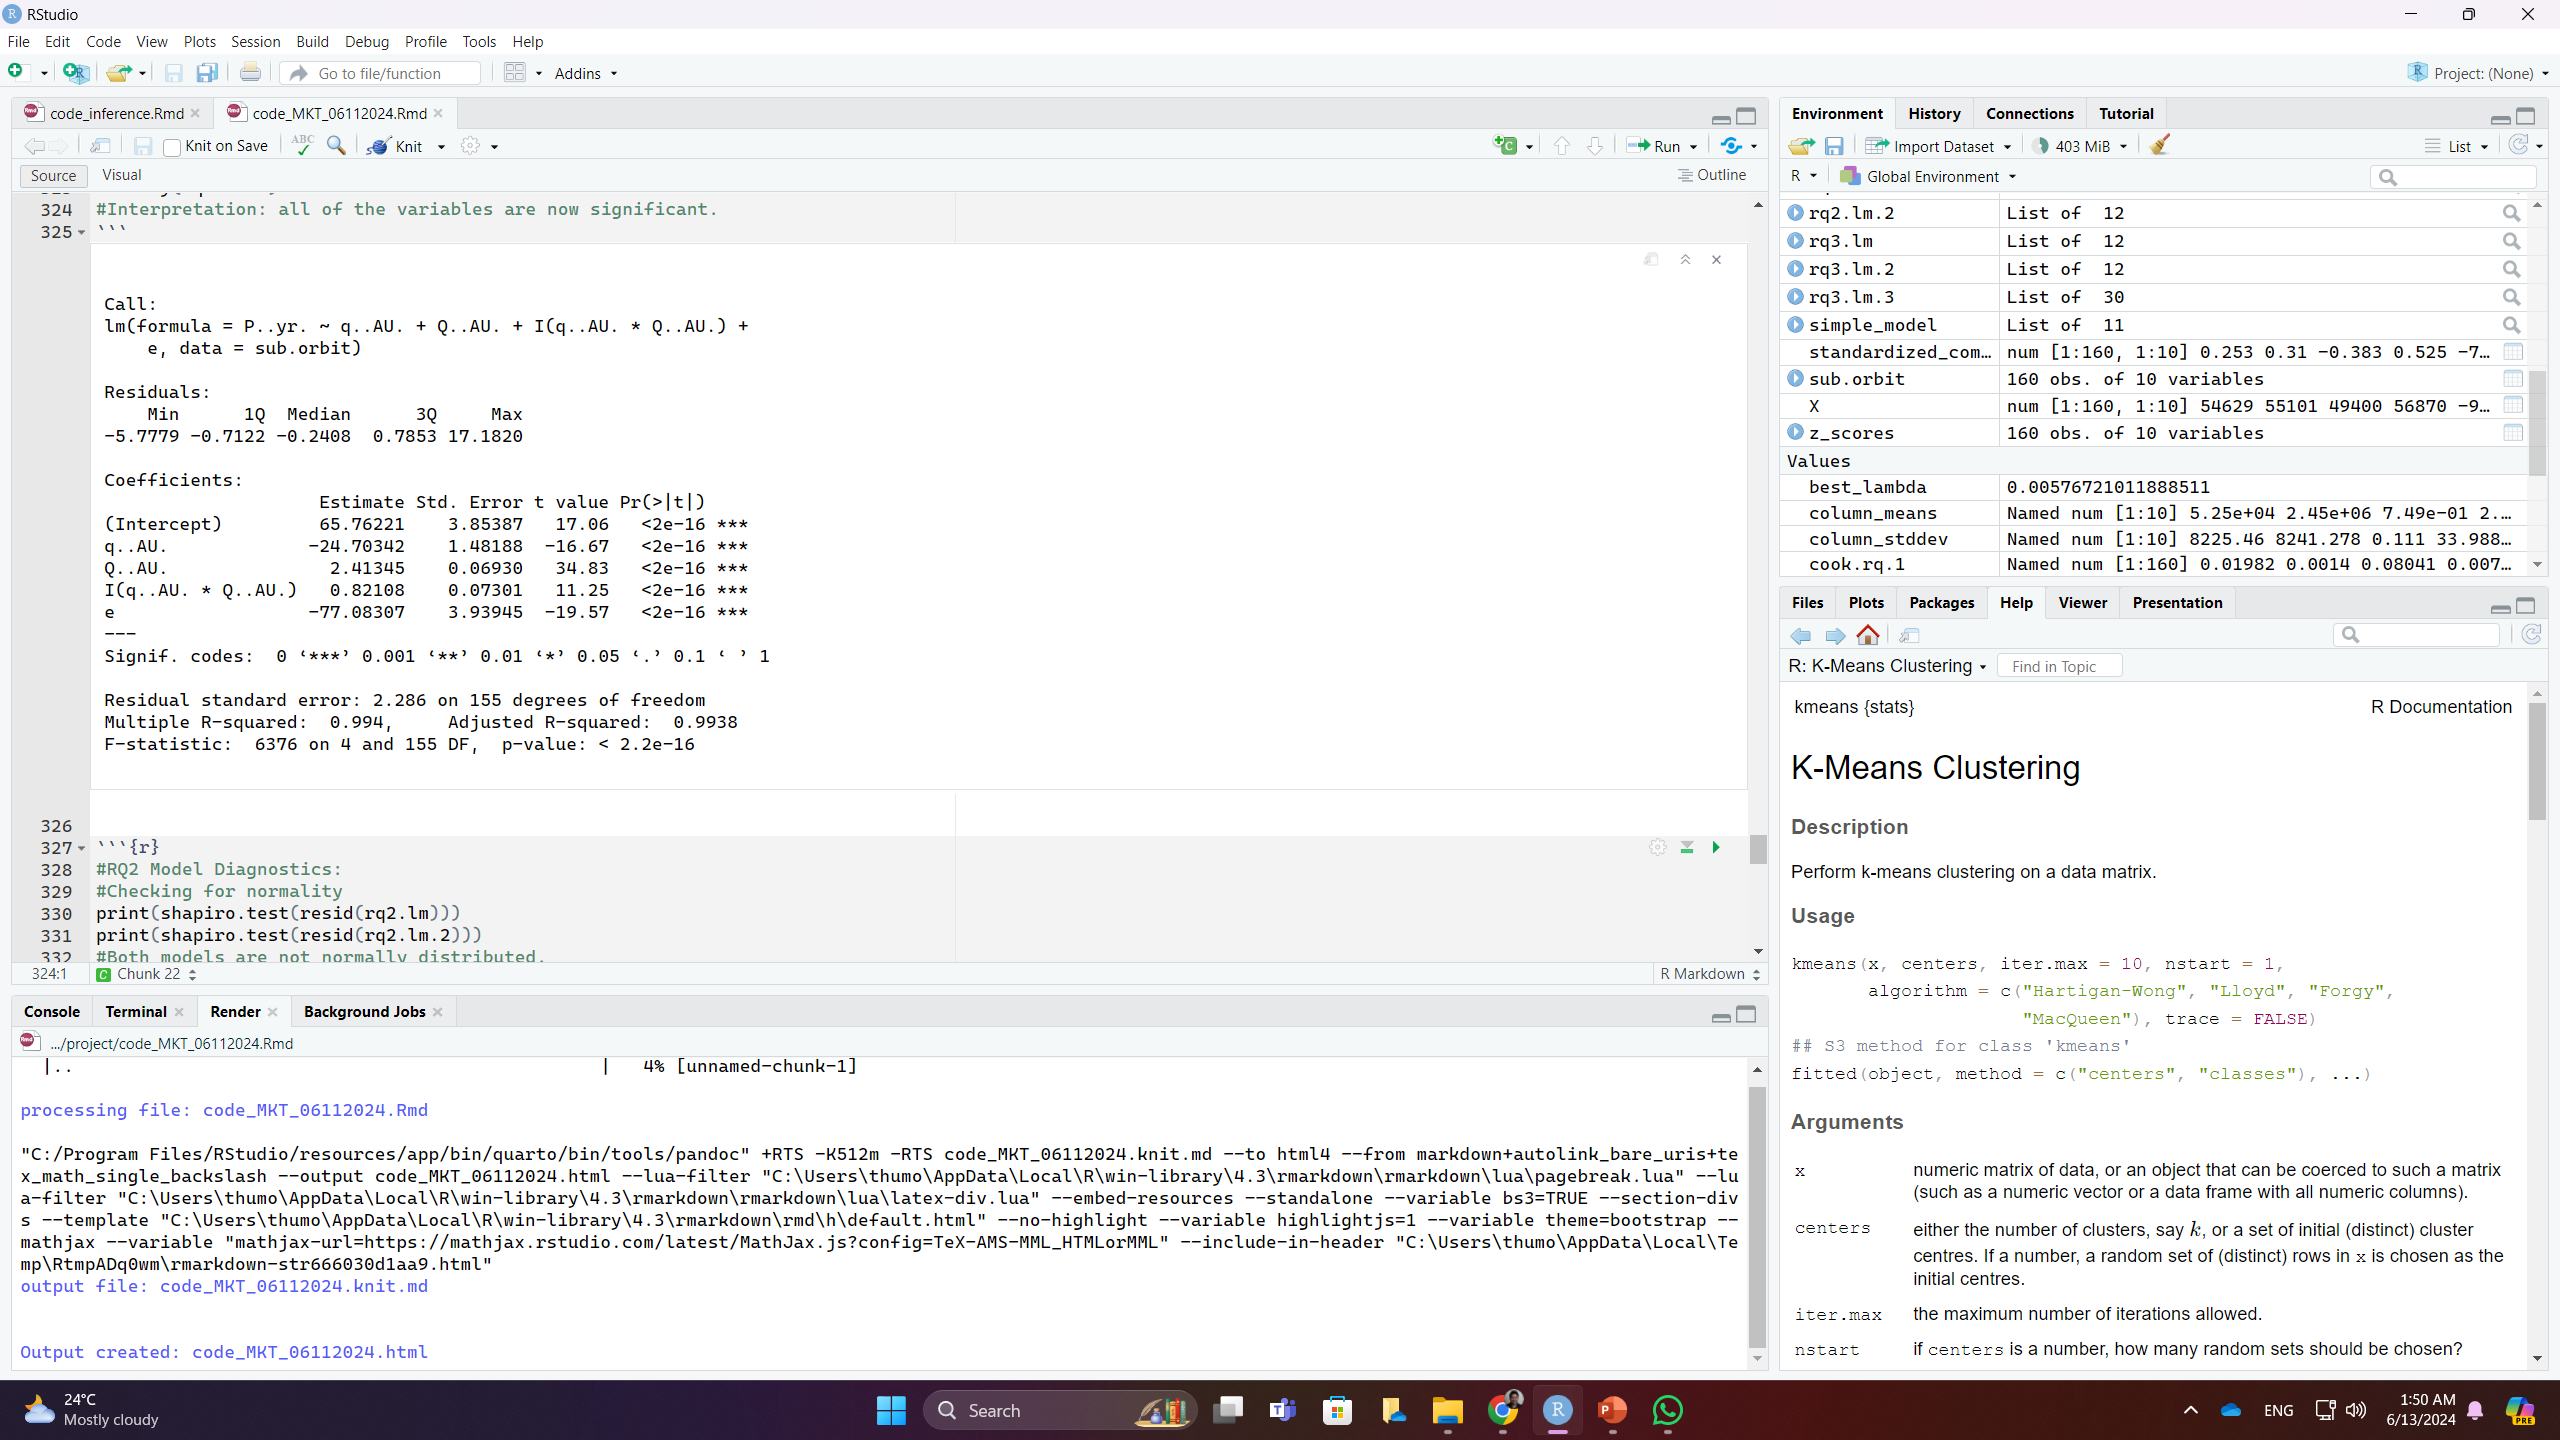 RStudio
File Edit Code View Plots Session Build Debug Profile Tools Help
Go to file/function Addins Project: (None)
code_inference.Rmd code_MKT_06112024.Rmd
Knit on Save ABC Knit Run
Source Visual Outline
324 #Interpretation: all of the variables are now significant.
325 ```
Call:
lm(formula = P..yr. ~ q..AU. + Q..AU. + I(q..AU. * Q..AU.) +
    e, data = sub.orbit)
Residuals:
    Min      1Q  Median      3Q     Max
-5.7779 -0.7122 -0.2408  0.7853 17.1820
Coefficients:
                    Estimate Std. Error t value Pr(>|t|)
(Intercept)         65.76221    3.85387   17.06   <2e-16 ***
q..AU.             -24.70342    1.48188  -16.67   <2e-16 ***
Q..AU.               2.41345    0.06930   34.83   <2e-16 ***
I(q..AU. * Q..AU.)   0.82108    0.07301   11.25   <2e-16 ***
e                  -77.08307    3.93945  -19.57   <2e-16 ***
---
Signif. codes:  0 ‘***’ 0.001 ‘**’ 0.01 ‘*’ 0.05 ‘.’ 0.1 ‘ ’ 1
Residual standard error: 2.286 on 155 degrees of freedom
Multiple R-squared:  0.994,     Adjusted R-squared:  0.9938
F-statistic:  6376 on 4 and 155 DF,  p-value: < 2.2e-16
326
327 ```{r}
328 #RQ2 Model Diagnostics:
329 #Checking for normality
330 print(shapiro.test(resid(rq2.lm)))
331 print(shapiro.test(resid(rq2.lm.2)))
332 #Both models are not normally distributed.
324:1 C Chunk 22 R Markdown
Console Terminal Render Background Jobs
.../project/code_MKT_06112024.Rmd
|.. | 4% [unnamed-chunk-1]
processing file: code_MKT_06112024.Rmd
"C:/Program Files/RStudio/resources/app/bin/quarto/bin/tools/pandoc" +RTS -K512m -RTS code_MKT_06112024.knit.md --to html4 --from markdown+autolink_bare_uris+te
x_math_single_backslash --output code_MKT_06112024.html --lua-filter "C:\Users\thumo\AppData\Local\R\win-library\4.3\rmarkdown\rmarkdown\lua\pagebreak.lua" --lu
a-filter "C:\Users\thumo\AppData\Local\R\win-library\4.3\rmarkdown\rmarkdown\lua\latex-div.lua" --embed-resources --standalone --variable bs3=TRUE --section-div
s --template "C:\Users\thumo\AppData\Local\R\win-library\4.3\rmarkdown\rmd\h\default.html" --no-highlight --variable highlightjs=1 --variable theme=bootstrap --
mathjax --variable "mathjax-url=https://mathjax.rstudio.com/latest/MathJax.js?config=TeX-AMS-MML_HTMLorMML" --include-in-header "C:\Users\thumo\AppData\Local\Te
mp\RtmpADq0wm\rmarkdown-str666030d1aa9.html"
output file: code_MKT_06112024.knit.md
Output created: code_MKT_06112024.html
Environment History Connections Tutorial
Import Dataset 403 MiB List
R Global Environment
rq2.lm.2 List of 12
rq3.lm List of 12
rq3.lm.2 List of 12
rq3.lm.3 List of 30
simple_model List of 11
standardized_com… num [1:160, 1:10] 0.253 0.31 -0.383 0.525 -7…
sub.orbit 160 obs. of 10 variables
X num [1:160, 1:10] 54629 55101 49400 56870 -9…
z_scores 160 obs. of 10 variables
Values
best_lambda 0.00576721011888511
column_means Named num [1:10] 5.25e+04 2.45e+06 7.49e-01 2.…
column_stddev Named num [1:10] 8225.46 8241.278 0.111 33.988…
cook.rq.1 Named num [1:160] 0.01982 0.0014 0.08041 0.007…
Files Plots Packages Help Viewer Presentation
R: K-Means Clustering Find in Topic
kmeans {stats} R Documentation
K-Means Clustering
Description
Perform k-means clustering on a data matrix.
Usage
kmeans(x, centers, iter.max = 10, nstart = 1,
       algorithm = c("Hartigan-Wong", "Lloyd", "Forgy",
                     "MacQueen"), trace = FALSE)
## S3 method for class 'kmeans'
fitted(object, method = c("centers", "classes"), ...)
Arguments
x numeric matrix of data, or an object that can be coerced to such a matrix
(such as a numeric vector or a data frame with all numeric columns).
centers either the number of clusters, say k, or a set of initial (distinct) cluster
centres. If a number, a random set of (distinct) rows in x is chosen as the
initial centres.
iter.max the maximum number of iterations allowed.
nstart if centers is a number, how many random sets should be chosen?
24°C
Mostly cloudy
Search
ENG
1:50 AM
6/13/2024
PRE